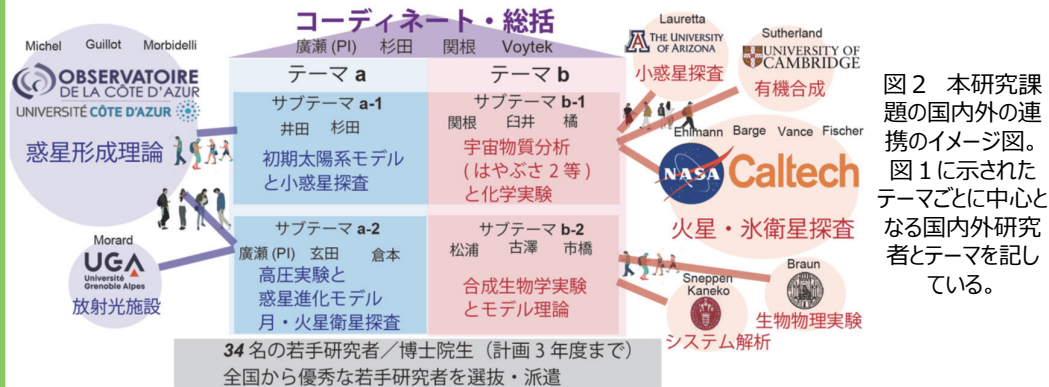 コーディネート・総括
廣瀬 (PI) 杉田 関根 Voytek
Michel Guillot Morbidelli
OBSERVATOIRE
DE LA CÔTE D'AZUR
UNIVERSITÉ CÔTE D'AZUR
惑星形成理論
Morard
UGA
Université
Grenoble Alpes
放射光施設
テーマ a
サブテーマ a-1
井田 杉田
初期太陽系モデル
と小惑星探査
サブテーマ a-2
廣瀬 (PI) 玄田 倉本
高圧実験と
惑星進化モデル
月・火星衛星探査
テーマ b
サブテーマ b-1
関根 臼井 橘
宇宙物質分析
(はやぶさ2等)
と化学実験
サブテーマ b-2
松浦 古澤 市橋
合成生物学実験
とモデル理論
Lauretta
THE UNIVERSITY
OF ARIZONA
小惑星探査
Sutherland
UNIVERSITY OF
CAMBRIDGE
有機合成
Ehlmann Barge Vance Fischer
NASA Caltech
火星・氷衛星探査
Sneppen
Kaneko
システム解析
Braun
生物物理実験
34 名の若手研究者/博士院生（計画３年度まで）
全国から優秀な若手研究者を選抜・派遣
図２ 本研究課
題の国内外の連
携のイメージ図。
図１に示された
テーマごとに中心と
なる国内外研究
者とテーマを記し
ている。